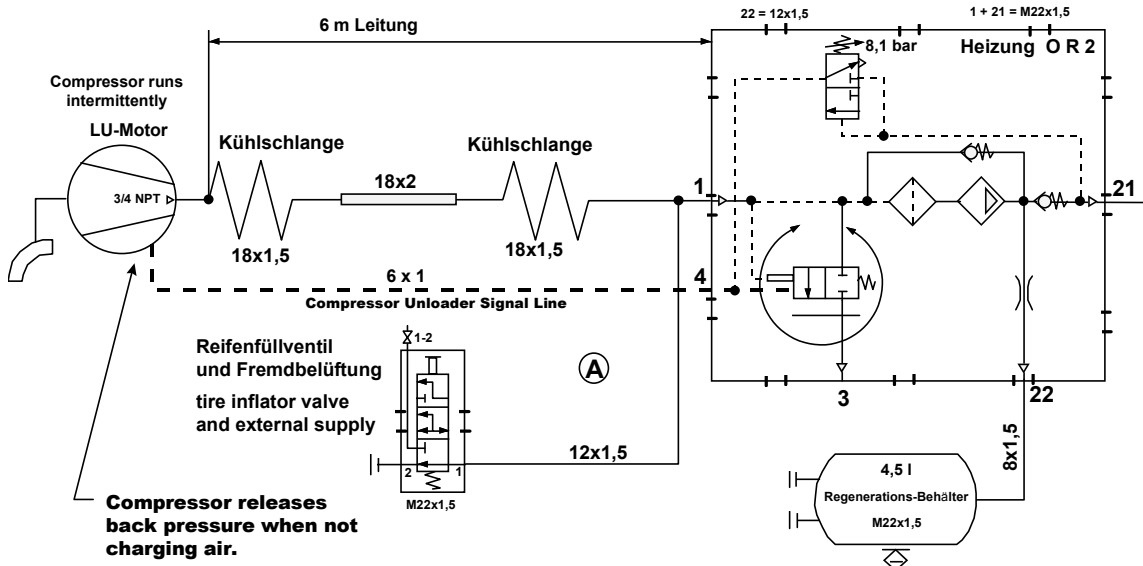 22 = 12x1,5
1 + 21 = M22x1,5
6 m Leitung
8,1 bar
Heizung O R 2
Compressor runs
intermittently
LU-Motor
3/4 NPT
Kühlschlange
18x1,5
18x2
Kühlschlange
18x1,5
1
21
6 x 1
4
Compressor Unloader Signal Line
Reifenfüllventil
und Fremdbelüftung
tire inflator valve
and external supply
1-2
2
1
M22x1,5
A
12x1,5
3
22
8x1,5
4,5 l
Regenerations-Behälter
M22x1,5
Compressor releases
back pressure when not
charging air.